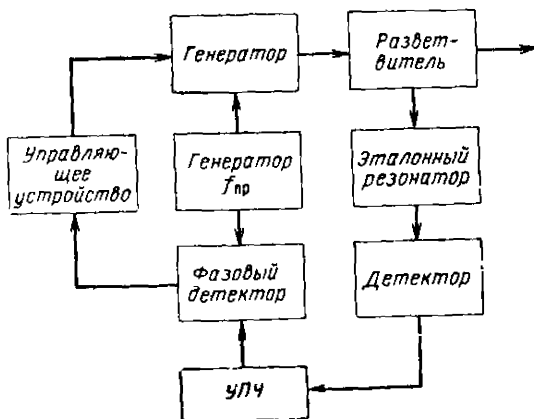 Генератор
Развет-
витель
Управляю-
щее
устройство
Генератор
fпр
Эталонный
резонатор
Фазовый
детектор
Детектор
УПЧ